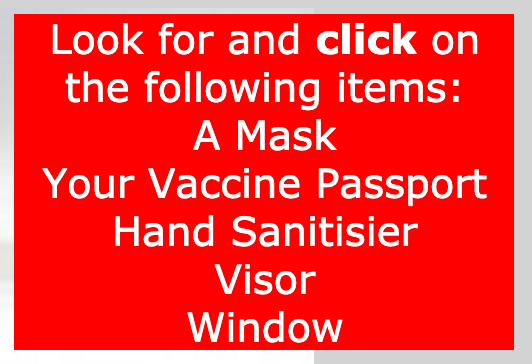 Look for and click on
the following items:
A Mask
Your Vaccine Passport
Hand Sanitisier
Visor
Window